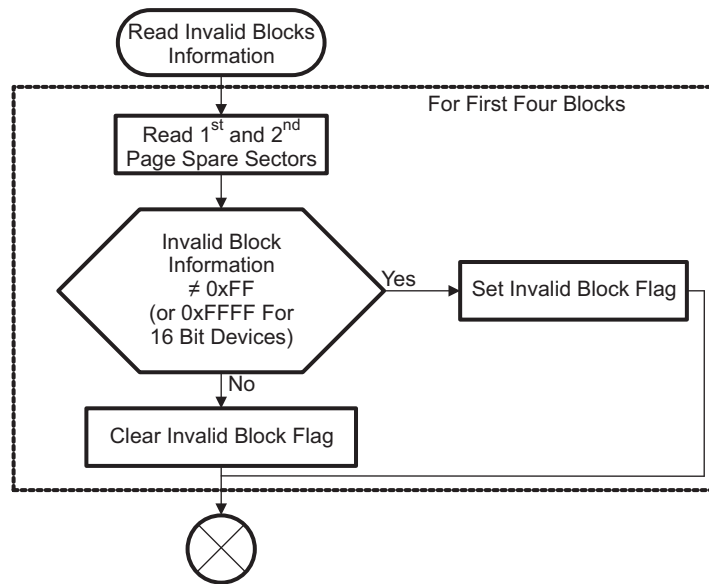 Read Invalid Blocks
Information
For First Four Blocks
Read 1st and 2nd
Page Spare Sectors
Invalid Block
Information
≠ 0xFF
(or 0xFFFF For
16 Bit Devices)
Yes
Set Invalid Block Flag
No
Clear Invalid Block Flag